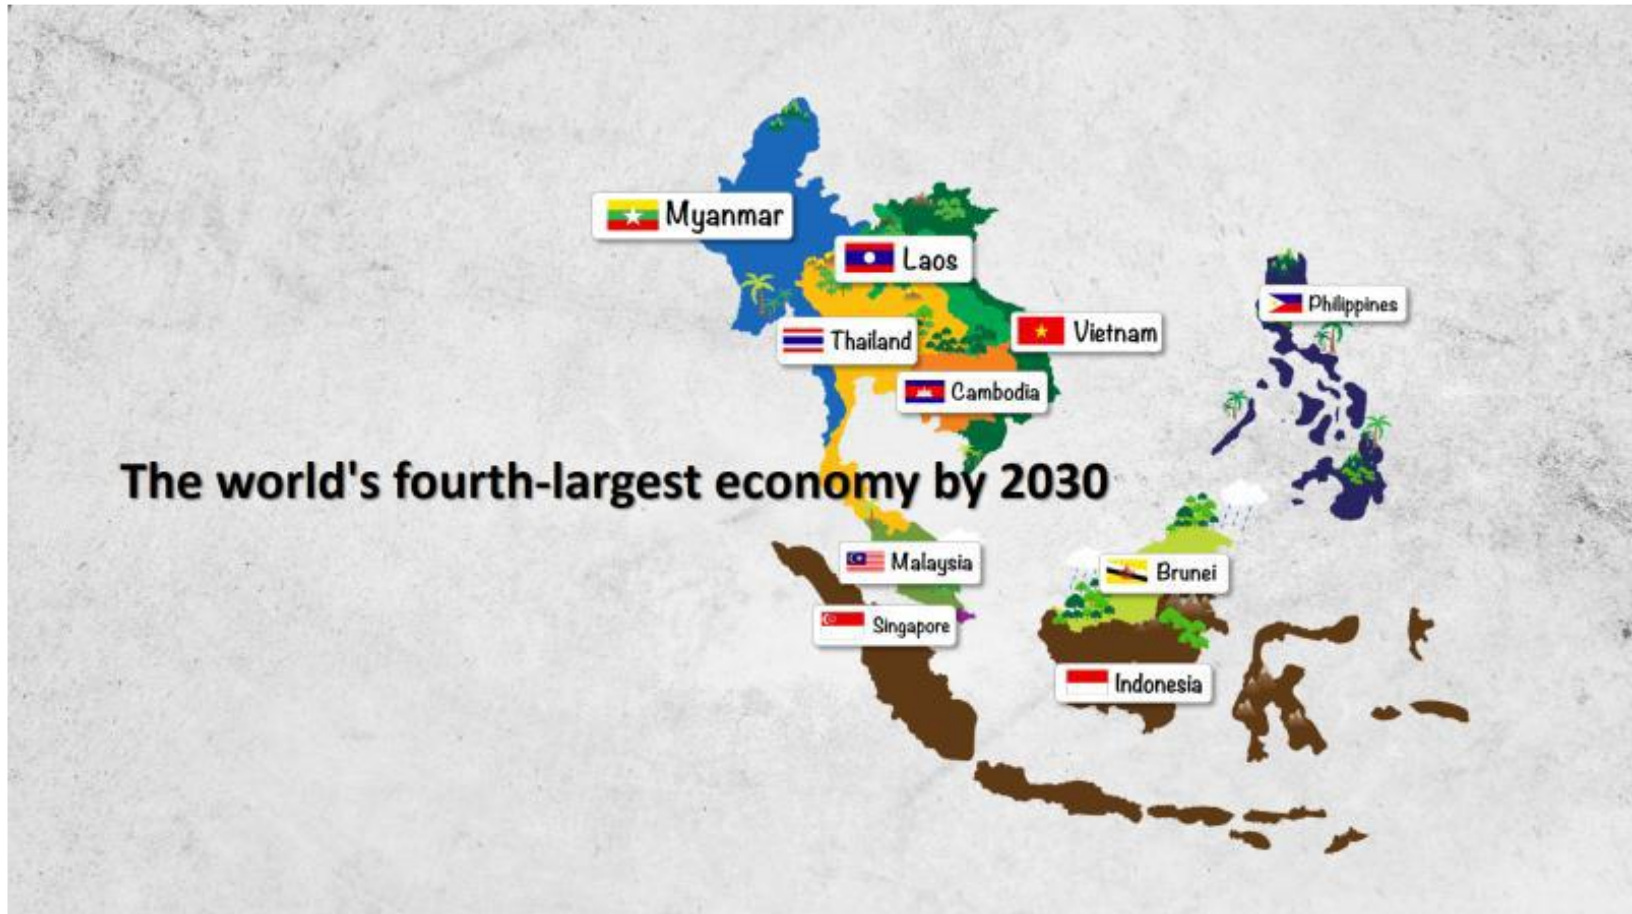 Myanmar
Laos
Philippines
Thailand
Vietnam
Cambodia
The world's fourth-largest economy by 2030
Malaysia
Brunei
Singapore
Indonesia